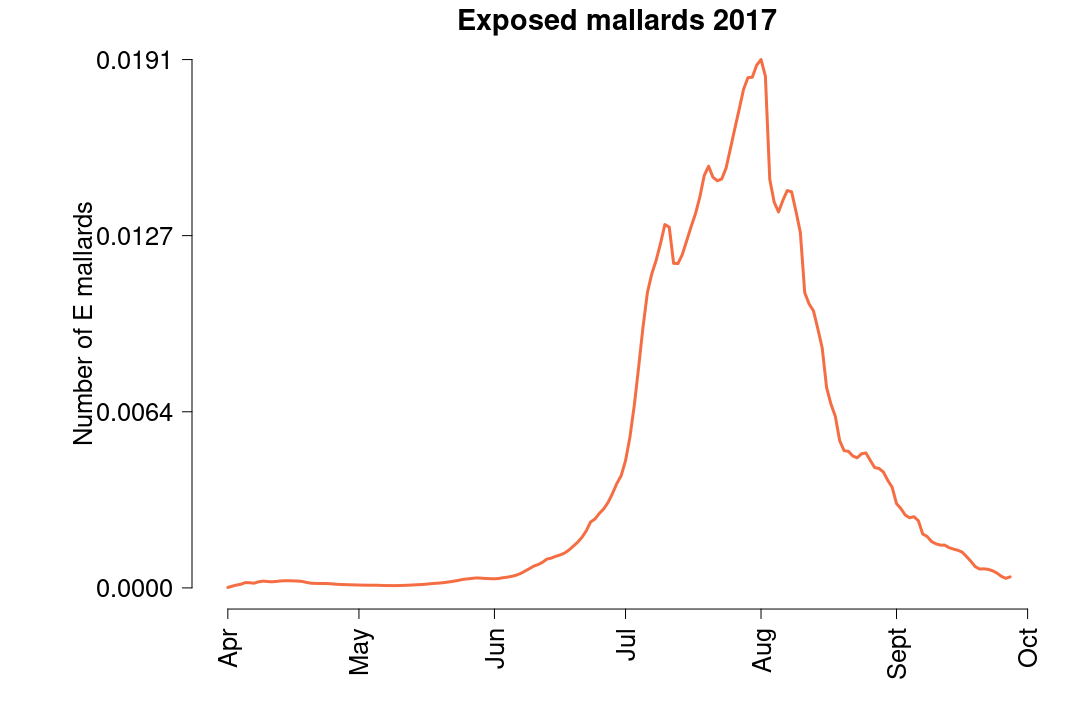 Exposed mallards 2017
Number of E mallards
0.0191
0.0127
0.0064
0.0000
Apr
May
Jun
Jul
Aug
Sept
Oct